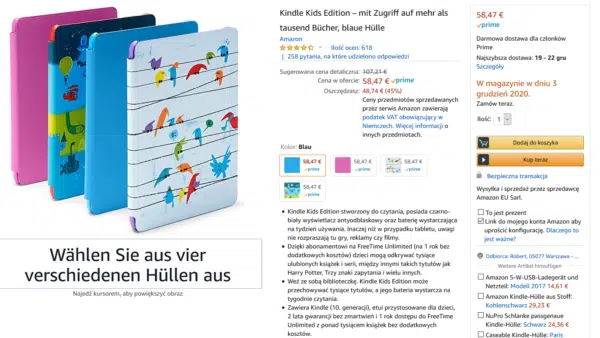 Kindle Kids Edition – mit Zugriff auf mehr als
tausend Bücher, blaue Hülle
Amazon
Ilość ocen: 618
| 258 pytania, na które udzielono odpowiedzi
Sugerowana cena detaliczna: 107,21 €
Cena w ofercie: 58,47 € prime
Oszczędzasz: 48,74 € (45%)
Ceny przedmiotów sprzedawanych
przez serwis Amazon zawierają
podatek VAT obowiązujący w
Niemczech. Więcej informacji o
innych przedmiotach.
Kolor: Blau
58,47 €
prime
58,47 €
prime
58,47 €
prime
58,47 €
prime
• Kindle Kids Edition stworzony do czytania, posiada czarno-
biały wyświetlacz antyodblaskowy oraz baterię wystarczającą
na tydzień używania. Inaczej niż w przypadku tabletu, uwagi
nie rozpraszają tu gry, reklamy czy filmy.
• Dzięki abonamentowi na FreeTime Unlimited (na 1 rok bez
dodatkowych kosztów) dzieci mogą odkrywać tysiące
ulubionych książek i serii, między innymi takich tytułów jak
Harry Potter, Trzy znaki zapytania i wielu innych.
• Weź ze sobą biblioteczkę. Kindle Kids Edition może
przechowywać tysiące tytułów, a jego bateria wystarcza na
tygodnie czytania.
• Zawiera Kindle (10. generacji), etui przystosowane dla dzieci,
2 lata gwarancji bez zmartwień i 1 rok dostępu do FreeTime
Unlimited z ponad tysiącem książek bez dodatkowych
kosztów.
Wählen Sie aus vier
verschiedenen Hüllen aus
Najedź kursorem, aby powiększyć obraz
58,47 €
prime
Darmowa dostawa dla członków
Prime
Najszybsza dostawa: 19 - 22 gru
Szczegóły
W magazynie w dniu 3
grudzień 2020.
Zamów teraz.
Ilość: 1
Dodaj do koszyka
Kup teraz
Bezpieczna transakcja
Wysyłka i sprzedaż przez sprzedawcę
Amazon EU Sarl.
To jest prezent
Link do mojego konta Amazon aby
uprościć konfigurację. Dlaczego to
jest ważne?
Odbiorca: Robert, 05077 Warszawa – ...
Weitere Artikel hinzufügen
Amazon 5-W-USB-Ladegerät und
Netzteil: Modell 2017 14,61 €
Amazon Kindle-Hülle aus Stoff:
Kohlenschwarz 29,23 €
NuPro Schlanke passgenaue
Kindle-Hülle: Schwarz 24,36 €
Caseable Kindle-Hülle: Paris